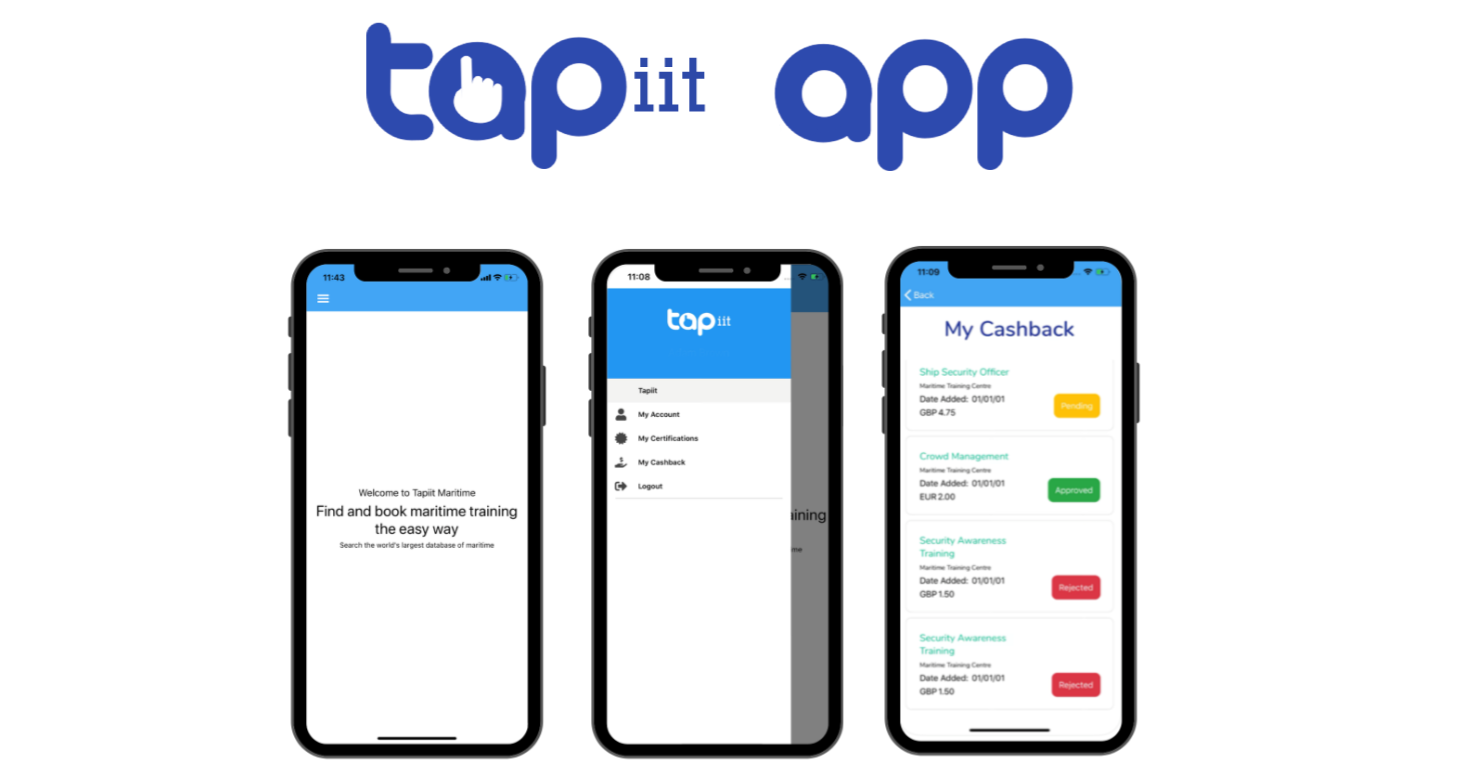 tapiit app
11:43
Welcome to Tapiit Maritime
Find and book maritime training
the easy way
Search the world's largest database of maritime
11:08
tapiit
Tapiit
My Account
My Certifications
My Cashback
Logout
aining
me
11:09
Back
My Cashback
Ship Security Officer
Maritime Training Centre
Date Added: 01/01/01
GBP 4.75
Pending
Crowd Management
Maritime Training Centre
Date Added: 01/01/01
EUR 2.00
Approved
Security Awareness
Training
Maritime Training Centre
Date Added: 01/01/01
GBP 1.50
Rejected
Security Awareness
Training
Maritime Training Centre
Date Added: 01/01/01
GBP 1.50
Rejected